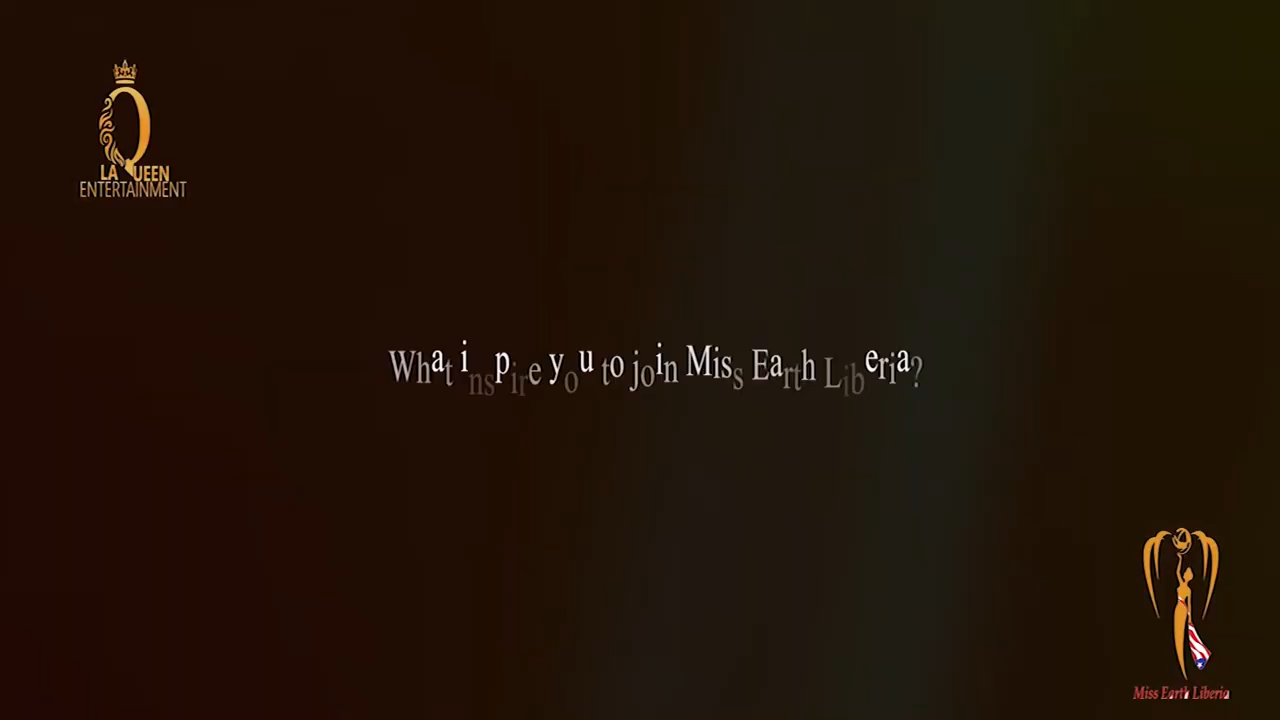 LA QUEEN
ENTERTAINMENT
What inspire you to join Miss Earth Liberia?
Miss Earth Liberia